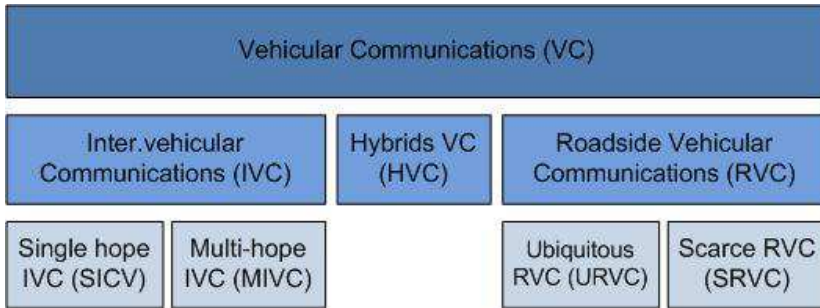 Vehicular Communications (VC)
Inter.vehicular
Communications (IVC)
Hybrids VC
(HVC)
Roadside Vehicular
Communications (RVC)
Single hope
IVC (SICV)
Multi-hope
IVC (MIVC)
Ubiquitous
RVC (URVC)
Scarce RVC
(SRVC)